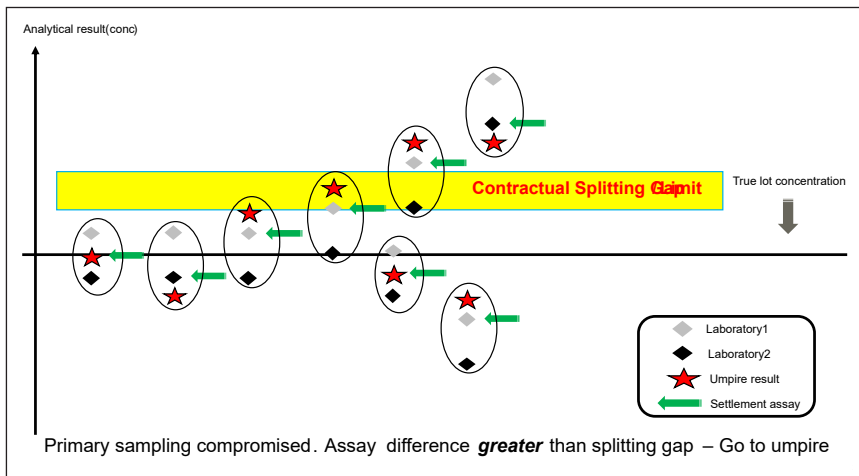 Analytical result(conc)
Contractual Splitting Limit
True lot concentration
Laboratory1
Laboratory2
Umpire result
Settlement assay
Primary sampling compromised. Assay difference greater than splitting gap – Go to umpire